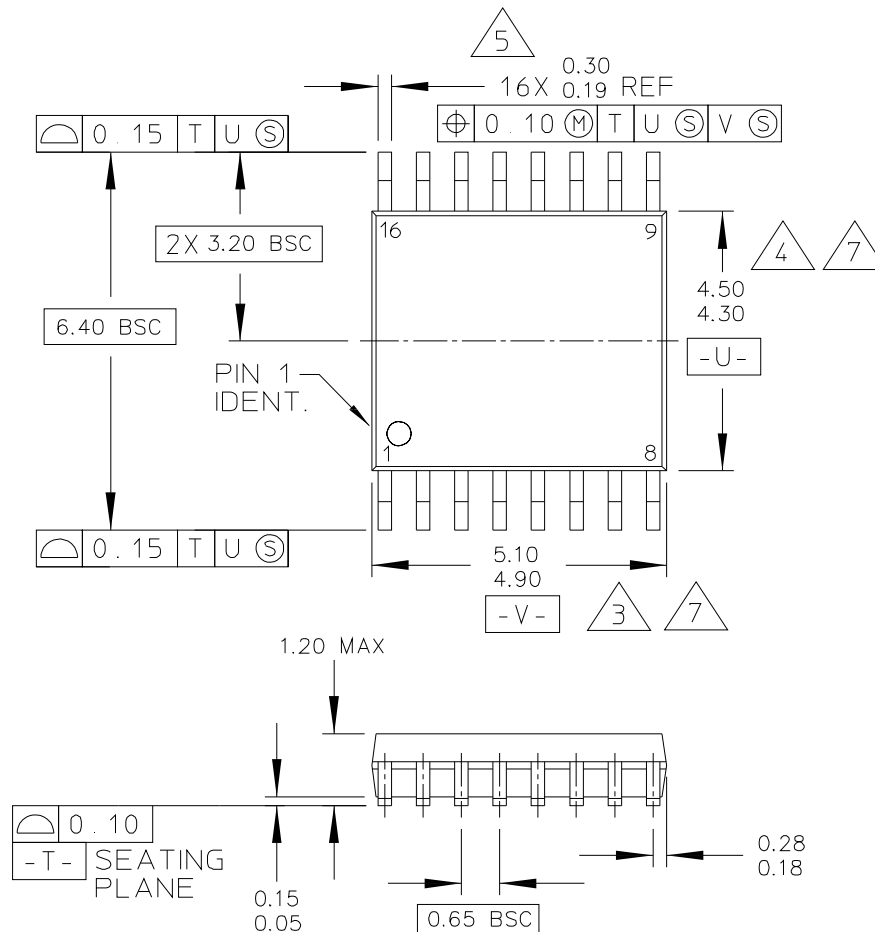 5
16X 0.30 REF
0.19
0.15 T U Ⓢ
⌖ 0.10 Ⓜ T U Ⓢ V Ⓢ
16
9
2X 3.20 BSC
4
7
4.50
4.30
6.40 BSC
-U-
PIN 1
IDENT.
1
8
0.15 T U Ⓢ
5.10
4.90
-V-
3
7
1.20 MAX
0.10
-T- SEATING
PLANE
0.28
0.18
0.15
0.05
0.65 BSC